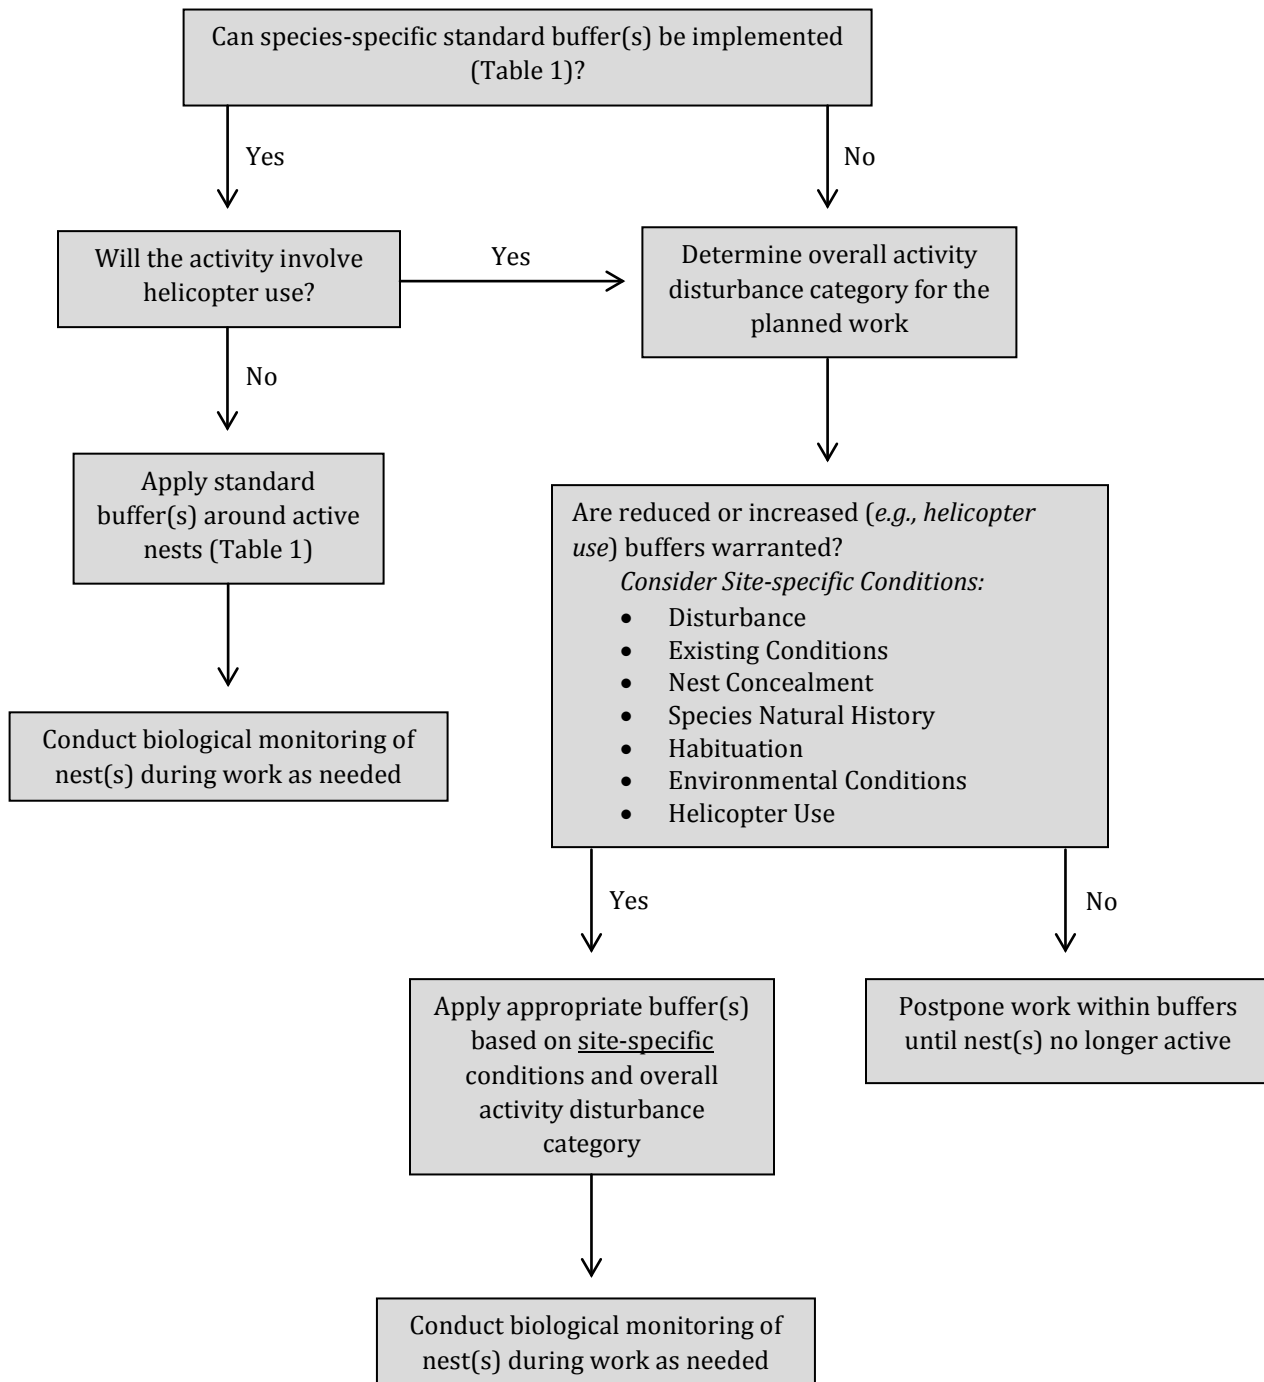 Can species-specific standard buffer(s) be implemented
(Table 1)?
Yes
No
Will the activity involve
helicopter use?
Yes
Determine overall activity
disturbance category for the
planned work
No
Apply standard
buffer(s) around active
nests (Table 1)
Are reduced or increased (e.g., helicopter
use) buffers warranted?
Consider Site-specific Conditions:
• Disturbance
• Existing Conditions
• Nest Concealment
• Species Natural History
• Habituation
• Environmental Conditions
• Helicopter Use
Conduct biological monitoring of
nest(s) during work as needed
Yes
No
Apply appropriate buffer(s)
based on site-specific
conditions and overall
activity disturbance
category
Postpone work within buffers
until nest(s) no longer active
Conduct biological monitoring of
nest(s) during work as needed